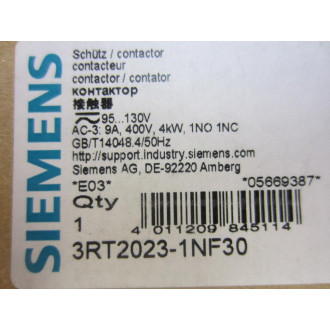 SIEMENS
Schütz / contactor
contacteur
contactor / contator
контактор
接触器
95...130V
AC-3: 9A, 400V, 4kW, 1NO 1NC
GB/T14048.4/50Hz
http://support.industry.siemens.com
Siemens AG, DE-92220 Amberg
*E03* *05669387*
Qty
1
4 011209 845114
3RT2023-1NF30